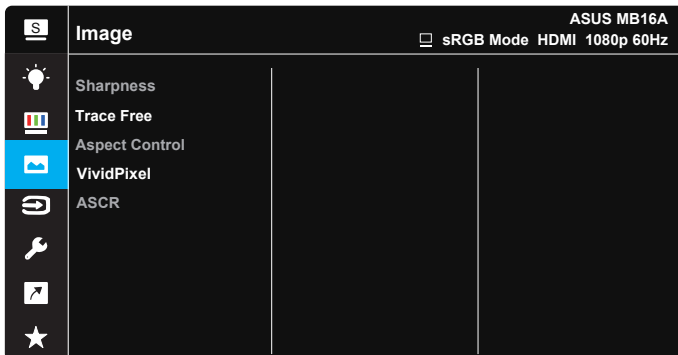 S
Image
ASUS MB16A
sRGB Mode HDMI 1080p 60Hz
Sharpness
Trace Free
Aspect Control
VividPixel
ASCR